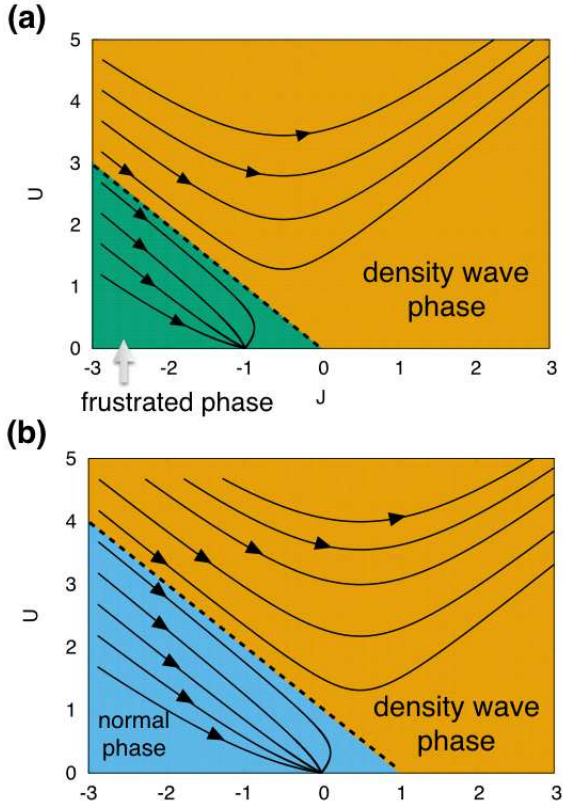 (a)
5
4
3
2
1
0
U
density wave
phase
-3 -2 -1 0 1 2 3
frustrated phase
J
(b)
5
4
3
2
1
0
U
normal
phase
density wave
phase
-3 -2 -1 0 1 2 3